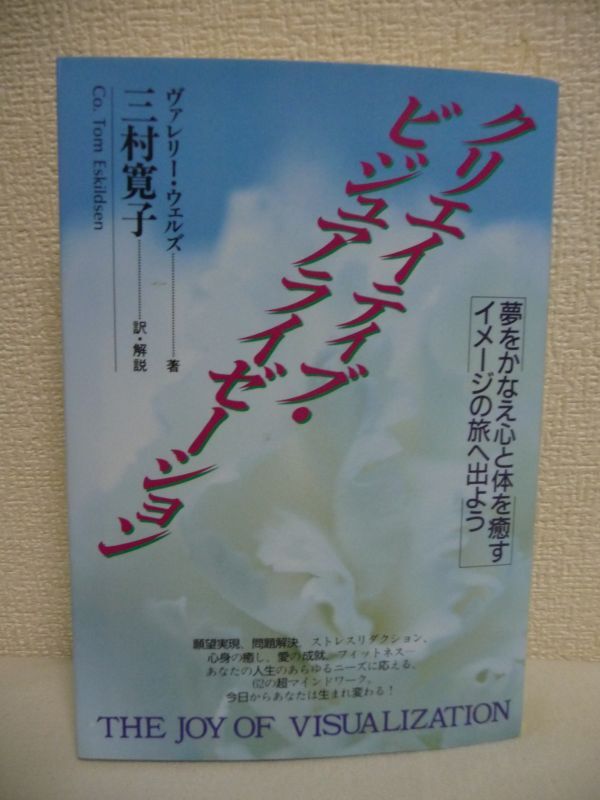 クリエイティブ・
ビジュアライゼーション
夢をかなえ心と体を癒す
イメージの旅へ出よう
ヴァレリー・ウェルズ………著
三村寛子………訳・解説
Co. Tom Eskildsen
願望実現、問題解決、ストレスリダクション、
心身の癒し、愛の成就、フィットネス—
あなたの人生のあらゆるニーズに応える、
62の超マインドワーク。
今日からあなたは生まれ変わる！
THE JOY OF VISUALIZATION